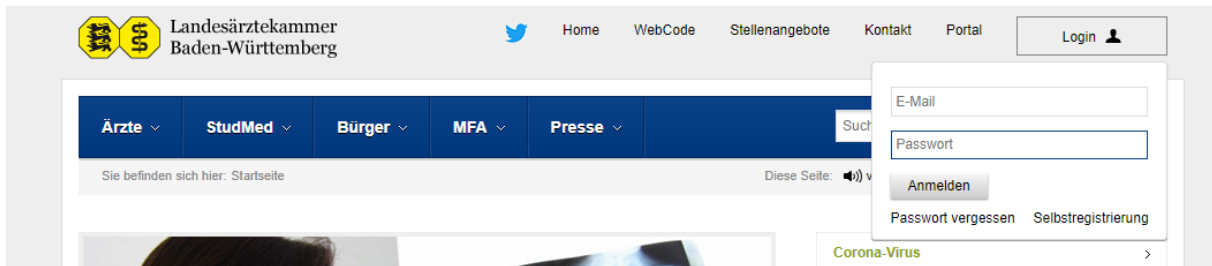 Landesärztekammer
Baden-Württemberg
Home WebCode Stellenangebote Kontakt Portal Login
E-Mail
Passwort
Anmelden
Passwort vergessen Selbstregistrierung
Ärzte StudMed Bürger MFA Presse Such
Sie befinden sich hier: Startseite Diese Seite: v
Corona-Virus